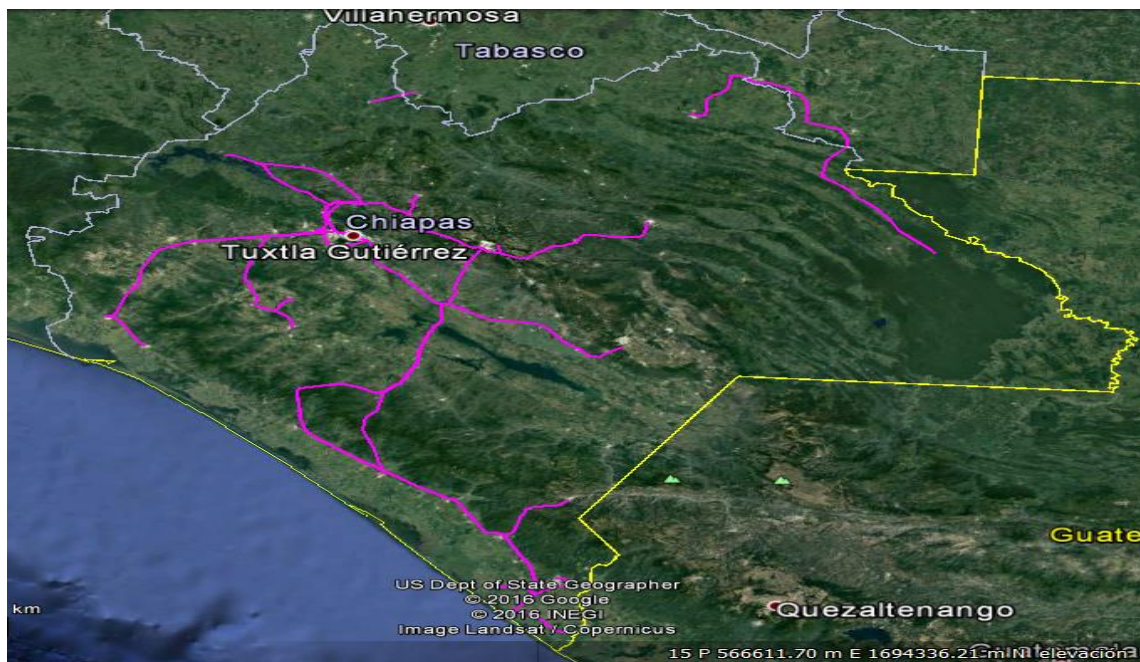 Villahermosa
Tabasco
Chiapas
Tuxtla Gutiérrez
Guate
US Dept of State Geographer
© 2016 Google
© 2016 INEGI
Image Landsat / Copernicus
km
Quezaltenango
15 P 566611.70 m E 1694336.21 m N elevación